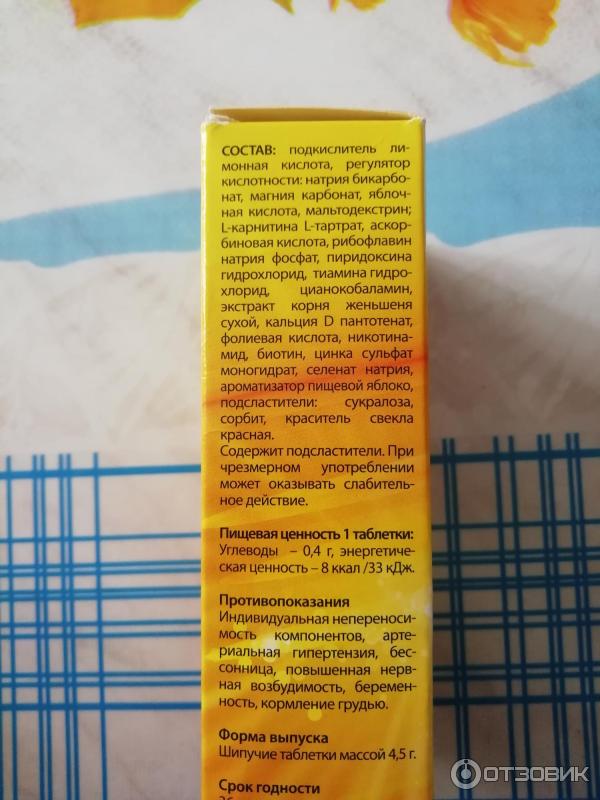 СОСТАВ: подкислитель ли-
монная кислота, регулятор
кислотности: натрия бикарбо-
нат, магния карбонат, яблоч-
ная кислота, мальтодекстрин;
L-карнитина L-тартрат, аскор-
биновая кислота, рибофлавин
натрия фосфат, пиридоксина
гидрохлорид, тиамина гидро-
хлорид, цианокобаламин,
экстракт корня женьшеня
сухой, кальция D пантотенат,
фолиевая кислота, никотина-
мид, биотин, цинка сульфат
моногидрат, селенат натрия,
ароматизатор пищевой яблоко,
подсластители: сукралоза,
сорбит, краситель свекла
красная.
Содержит подсластители. При
чрезмерном употреблении
может оказывать слабитель-
ное действие.
Пищевая ценность 1 таблетки:
Углеводы – 0,4 г, энергетиче-
ская ценность – 8 ккал /33 кДж.
Противопоказания
Индивидуальная непереноси-
мость компонентов, арте-
риальная гипертензия, бес-
сонница, повышенная нерв-
ная возбудимость, беремен-
ность, кормление грудью.
Форма выпуска
Шипучие таблетки массой 4,5 г.
Срок годности
ОТЗОВИК